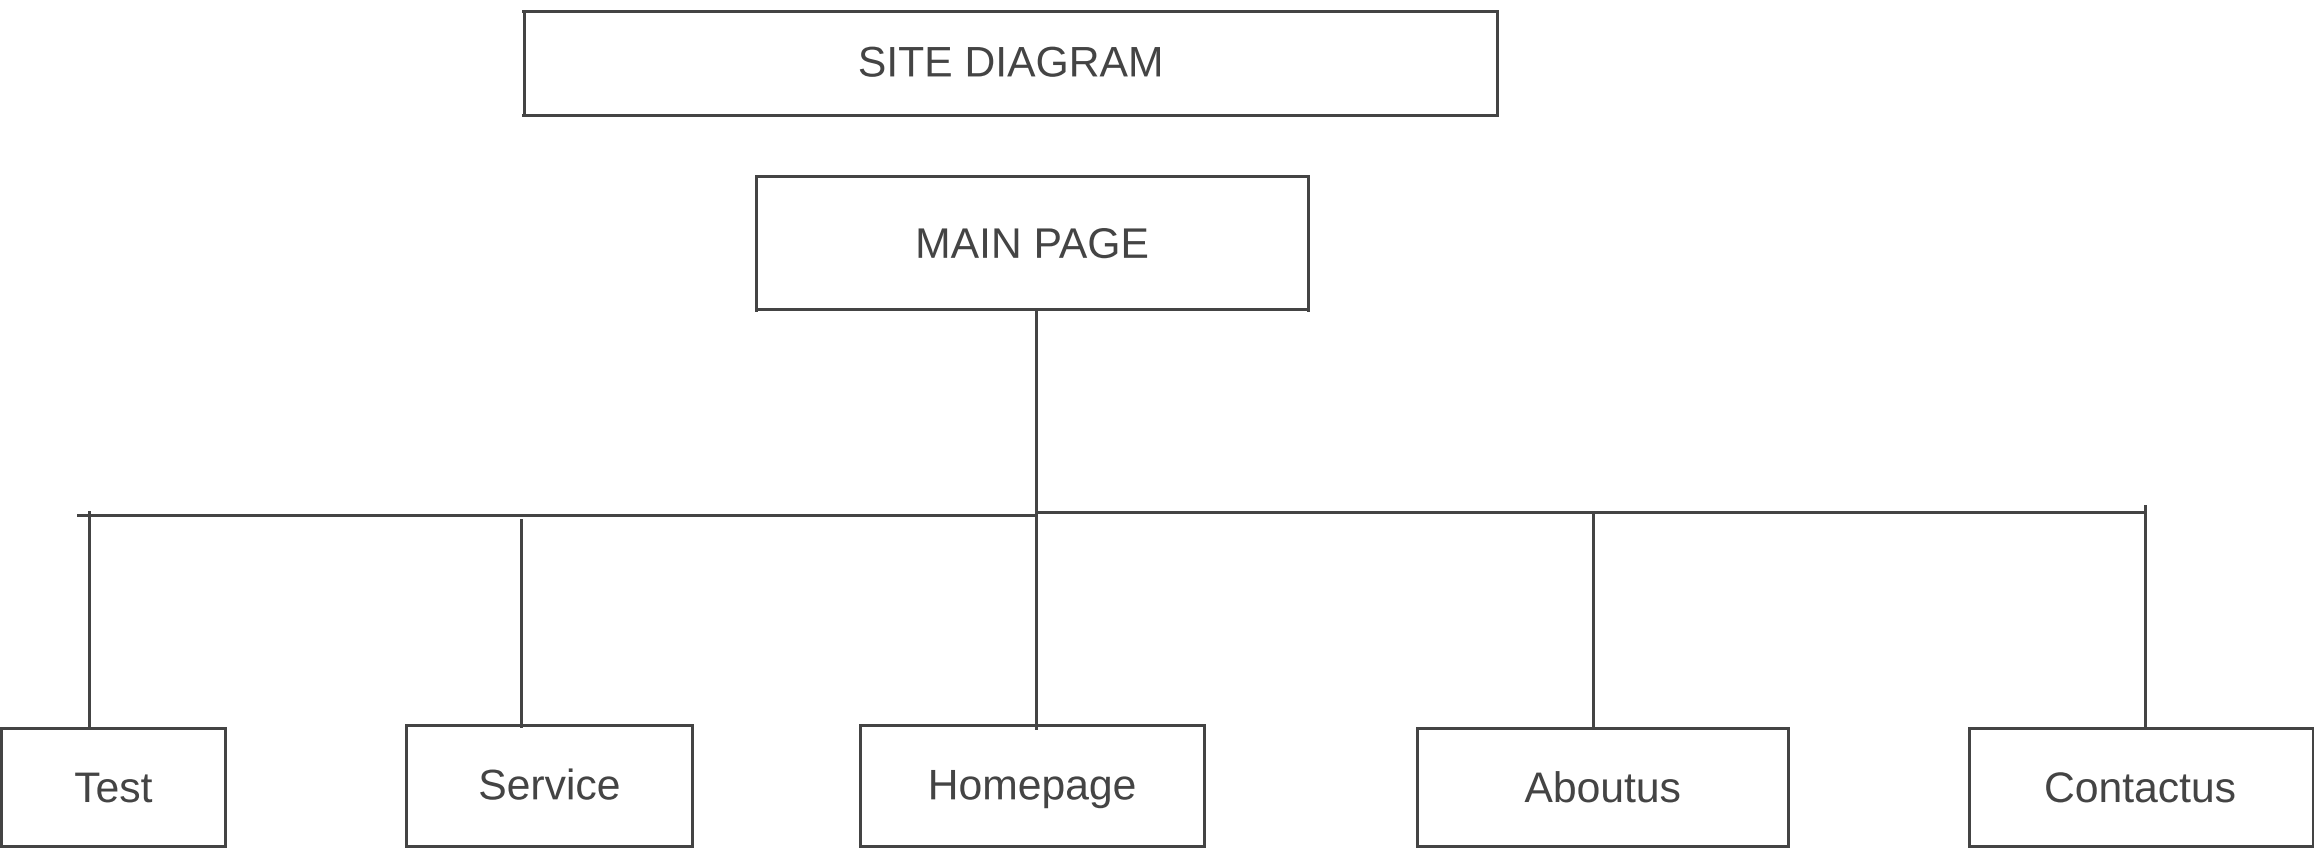 SITE DIAGRAM
MAIN PAGE
Test
Service
Homepage
Aboutus
Contactus